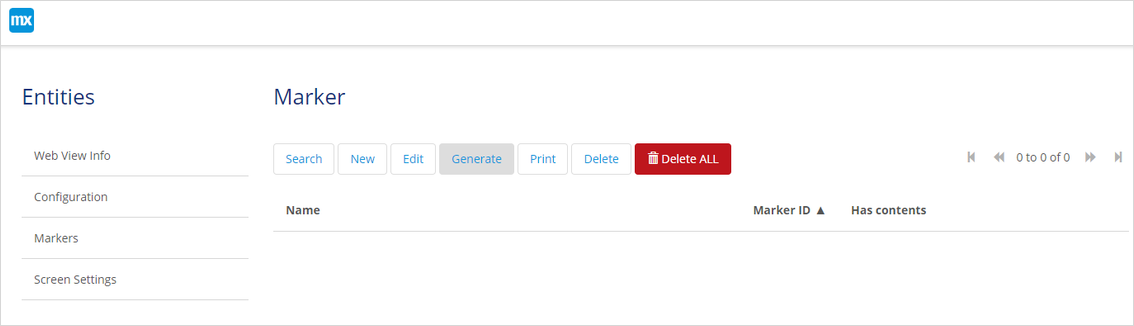 mx
Entities
Web View Info
Configuration
Markers
Screen Settings
Marker
Search New Edit Generate Print Delete Delete ALL 0 to 0 of 0
Name Marker ID ▲ Has contents